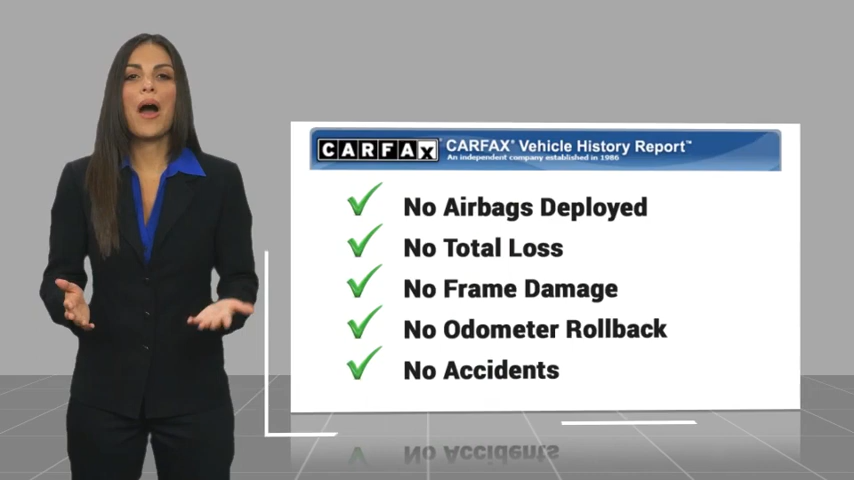 CARFAX
CARFAX® Vehicle History Report™
An independent company established in 1986
No Airbags Deployed
No Total Loss
No Frame Damage
No Odometer Rollback
No Accidents
No Accidents